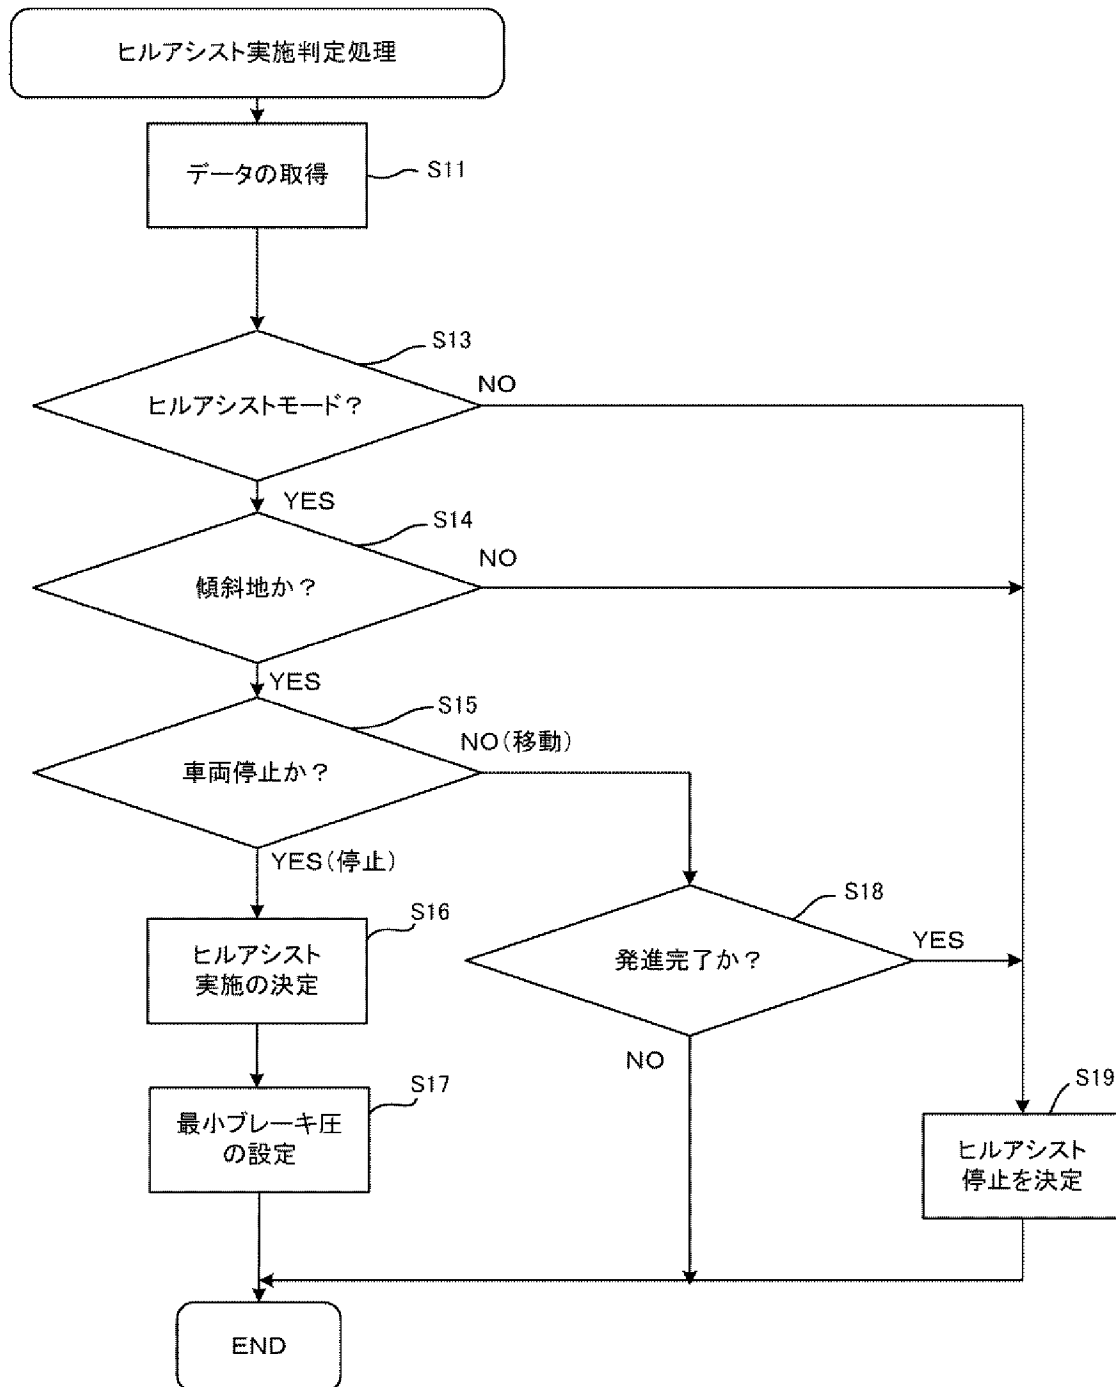 ヒルアシスト実施判定処理
データの取得
S11
S13
ヒルアシストモード？
NO
YES
S14
傾斜地か？
NO
YES
S15
車両停止か？
NO（移動）
YES（停止）
S16
ヒルアシスト
実施の決定
S18
発進完了か？
YES
NO
S17
最小ブレーキ圧
の設定
S19
ヒルアシスト
停止を決定
END